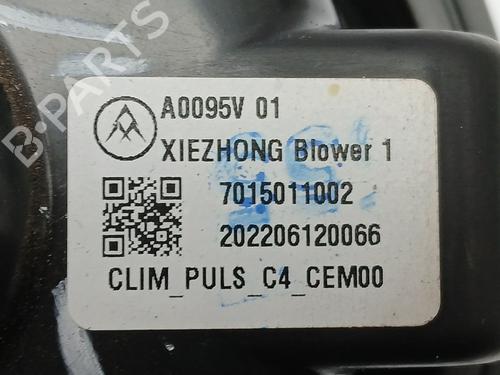 A0095V 01
XIEZHONG Blower 1
7015011002
202206120066
CLIM_PULS_C4_CEM00
B-PARTS